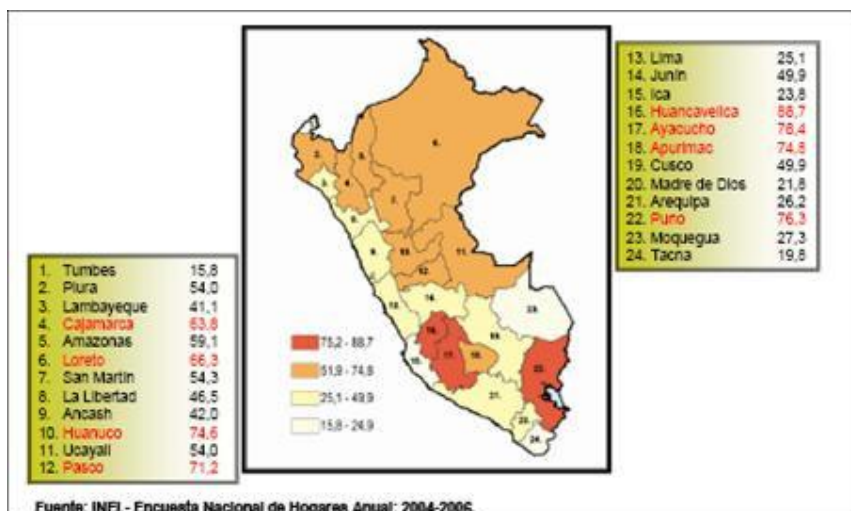 1. Tumbes 15,8
2. Piura 54,0
3. Lambayeque 41,1
4. Cajamarca 63,8
5. Amazonas 59,1
6. Loreto 66,3
7. San Martin 54,3
8. La Libertad 46,5
9. Ancash 42,0
10. Huanuco 74,6
11. Ucayali 54,0
12. Pasco 71,2
75,2 - 88,7
51,9 - 74,8
25,1 - 49,9
15,8 - 24,9
13. Lima 25,1
14. Junin 49,9
15. Ica 23,8
16. Huancavelica 88,7
17. Ayacucho 78,4
18. Apurimac 74,8
19. Cusco 49,9
20. Madre de Dios 21,8
21. Arequipa 26,2
22. Puno 76,3
23. Moquegua 27,3
24. Tacna 19,8
Fuente: INEI - Encuesta Nacional de Hogares Anual: 2004-2006